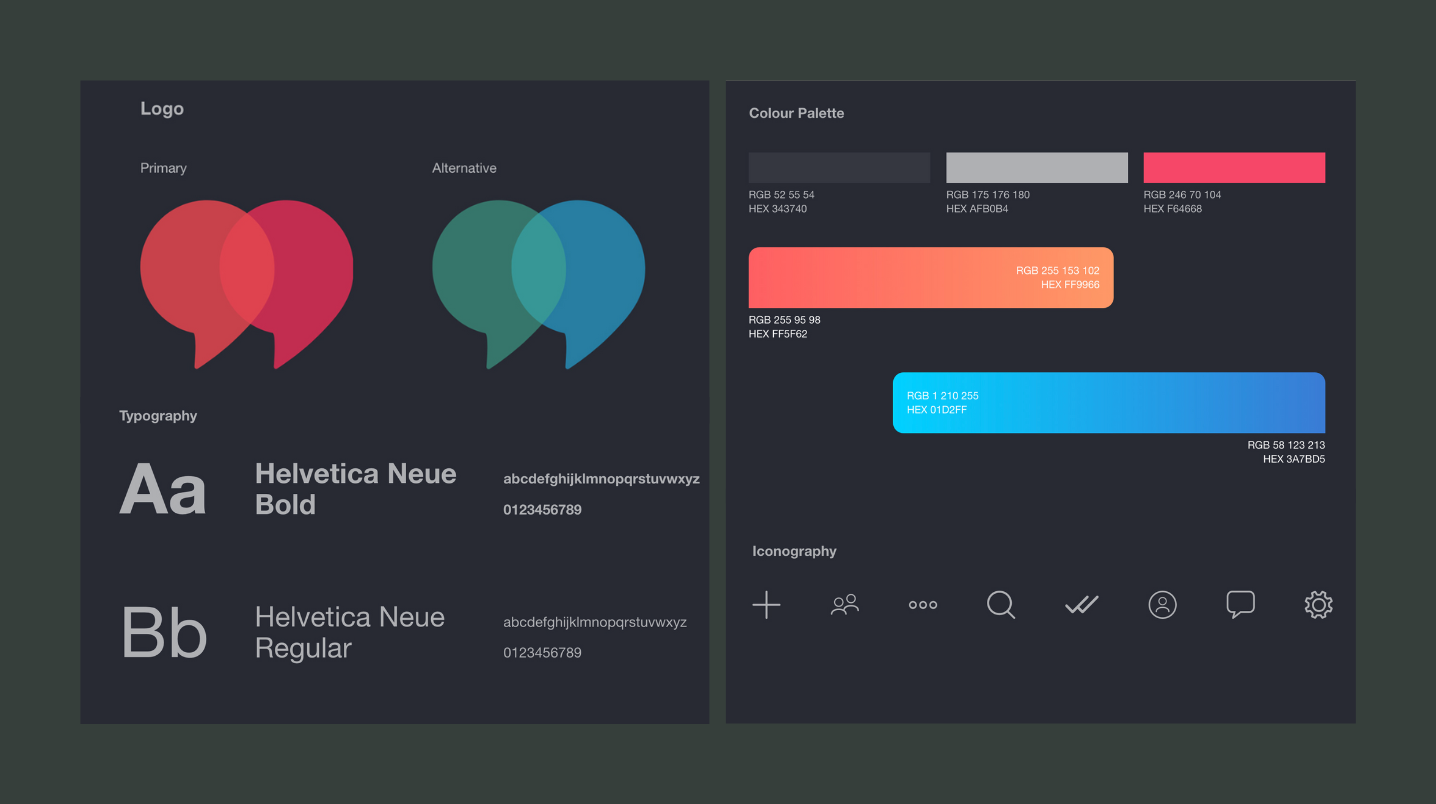 Logo
Primary
Alternative
Typography
Aa
Helvetica Neue
Bold
abcdefghijklmnopqrstuvwxyz
0123456789
Bb
Helvetica Neue
Regular
abcdefghijklmnopqrstuvwxyz
0123456789
Colour Palette
RGB 52 55 54
HEX 343740
RGB 175 176 180
HEX AFB0B4
RGB 246 70 104
HEX F64668
RGB 255 153 102
HEX FF9966
RGB 255 95 98
HEX FF5F62
RGB 1 210 255
HEX 01D2FF
RGB 58 123 213
HEX 3A7BD5
Iconography